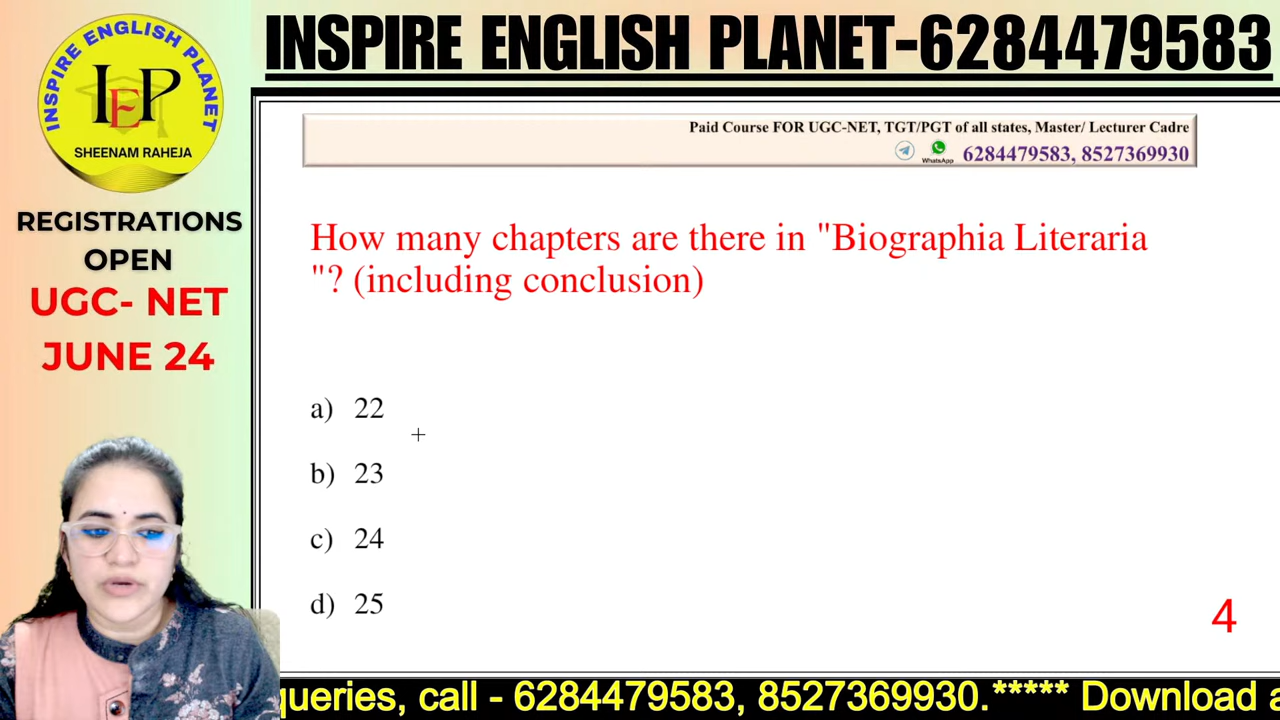 INSPIRE ENGLISH PLANET-6284479583
INSPIRE ENGLISH PLANET
IEP
SHEENAM RAHEJA
REGISTRATIONS
OPEN
UGC- NET
JUNE 24
Paid Course FOR UGC-NET, TGT/PGT of all states, Master/ Lecturer Cadre
WhatsApp 6284479583, 8527369930
How many chapters are there in "Biographia Literaria
"? (including conclusion)
a) 22
b) 23
c) 24
d) 25
4
queries, call - 6284479583, 8527369930.***** Download a